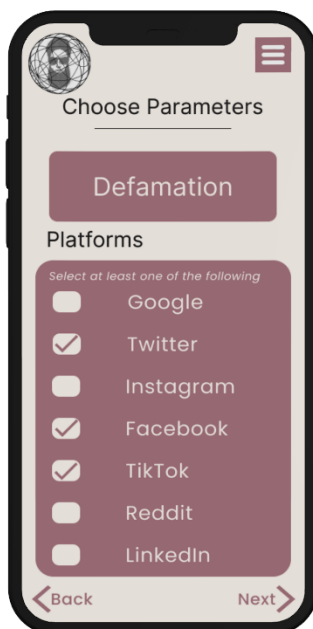 Choose Parameters
Defamation
Platforms
Select at least one of the following
Google
Twitter
Instagram
Facebook
TikTok
Reddit
LinkedIn
Back Next